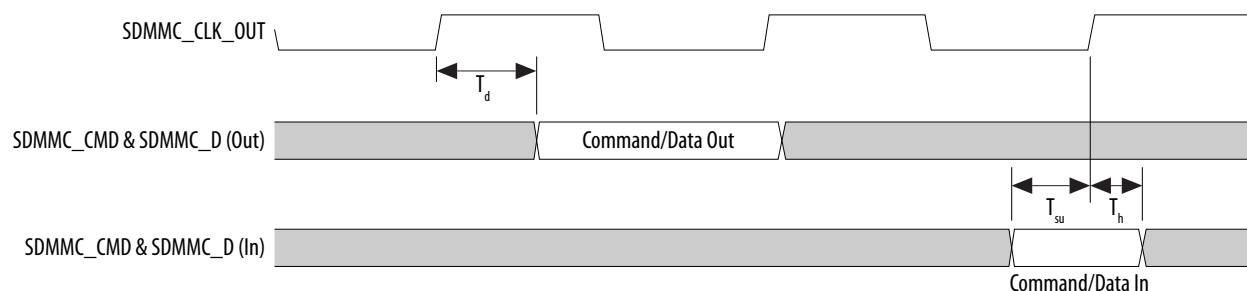 SDMMC_CLK_OUT
Td
SDMMC_CMD & SDMMC_D (Out)
Command/Data Out
Tsu
Th
SDMMC_CMD & SDMMC_D (In)
Command/Data In